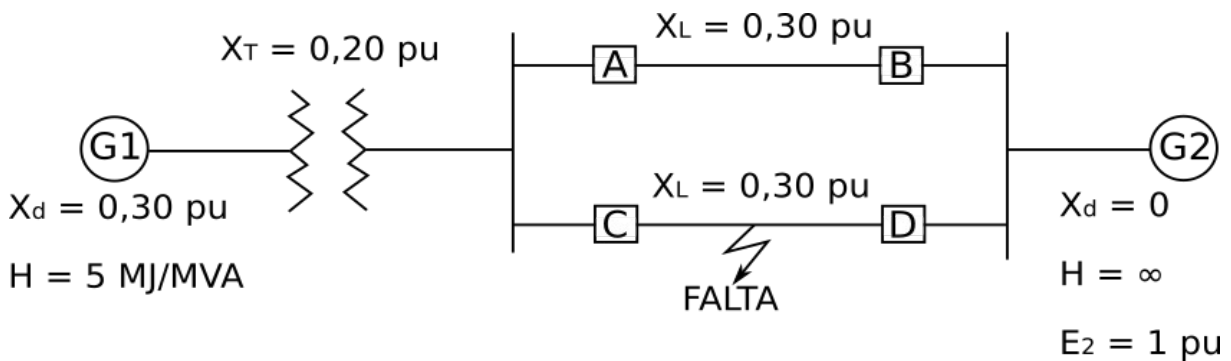 XL = 0,30 pu
XT = 0,20 pu
A
B
G1
G2
XL = 0,30 pu
Xd = 0,30 pu
Xd = 0
C
D
H = 5 MJ/MVA
H = ∞
FALTA
E2 = 1 pu